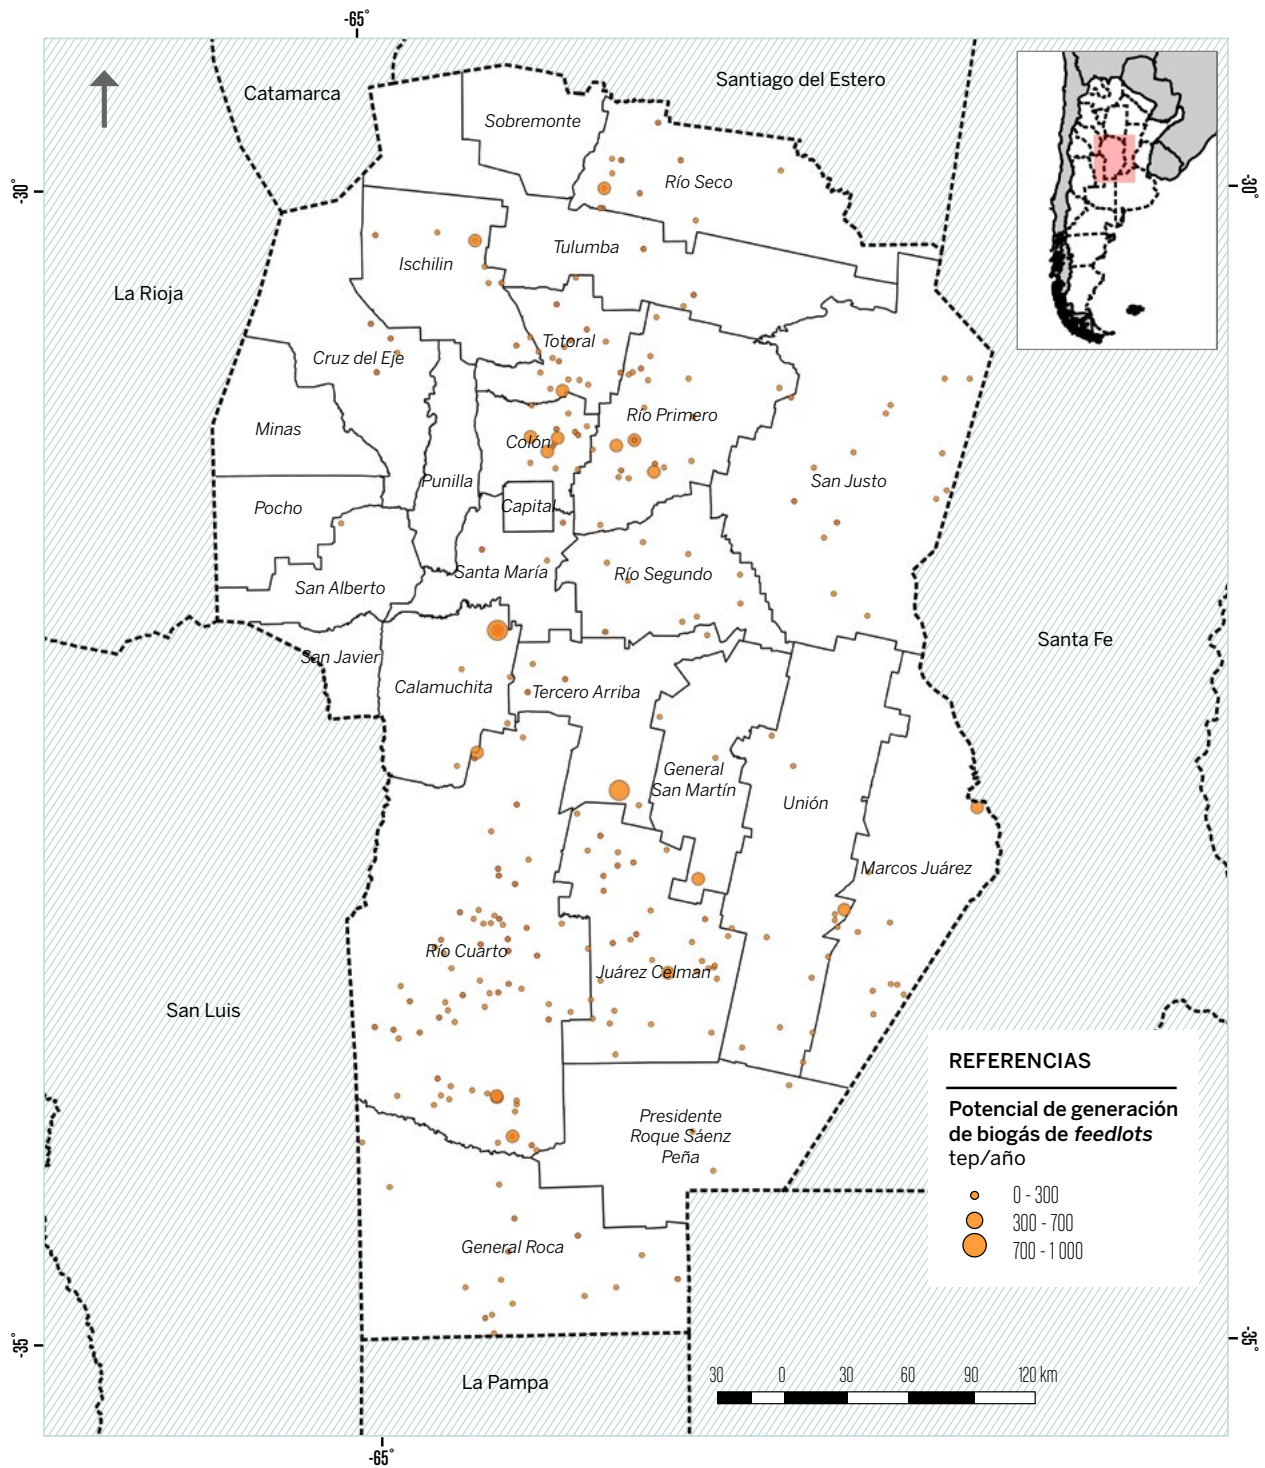 -65°
Catamarca
Santiago del Estero
Sobremonte
Río Seco
-30°
-30°
Tulumba
Ischilin
La Rioja
Totoral
Cruz del Eje
Río Primero
Minas
Colón
Punilla
San Justo
Pocho
Capital
Santa María
Río Segundo
San Alberto
Santa Fe
San Javier
Calamuchita
Tercero Arriba
General
San Martín
Unión
Marcos Juárez
Río Cuarto
Juárez Celman
San Luis
REFERENCIAS
Potencial de generación
de biogás de feedlots
tep/año
0 - 300
300 - 700
700 - 1 000
Presidente
Roque Sáenz
Peña
General Roca
-35°
-35°
La Pampa
30 0 30 60 90 120 km
-65°